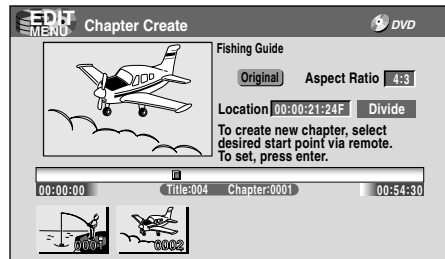 EDIT
MENU
Chapter Create
DVD
Fishing Guide
Original Aspect Ratio 4:3
Location 00:00:21:24F Divide
To create new chapter, select
desired start point via remote.
To set, press enter.
00:00:00 Title:004 Chapter:0001 00:54:30
0001 0002